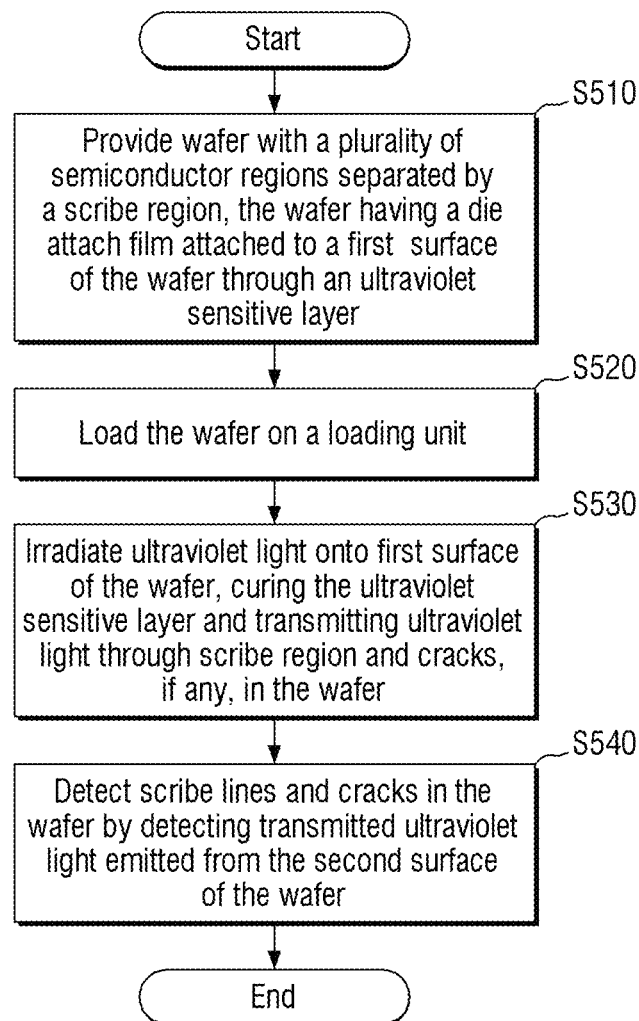 Start
S510
Provide wafer with a plurality of
semiconductor regions separated by
a scribe region, the wafer having a die
attach film attached to a first surface
of the wafer through an ultraviolet
sensitive layer
S520
Load the wafer on a loading unit
S530
Irradiate ultraviolet light onto first surface
of the wafer, curing the ultraviolet
sensitive layer and transmitting ultraviolet
light through scribe region and cracks,
if any, in the wafer
S540
Detect scribe lines and cracks in the
wafer by detecting transmitted ultraviolet
light emitted from the second surface
of the wafer
End